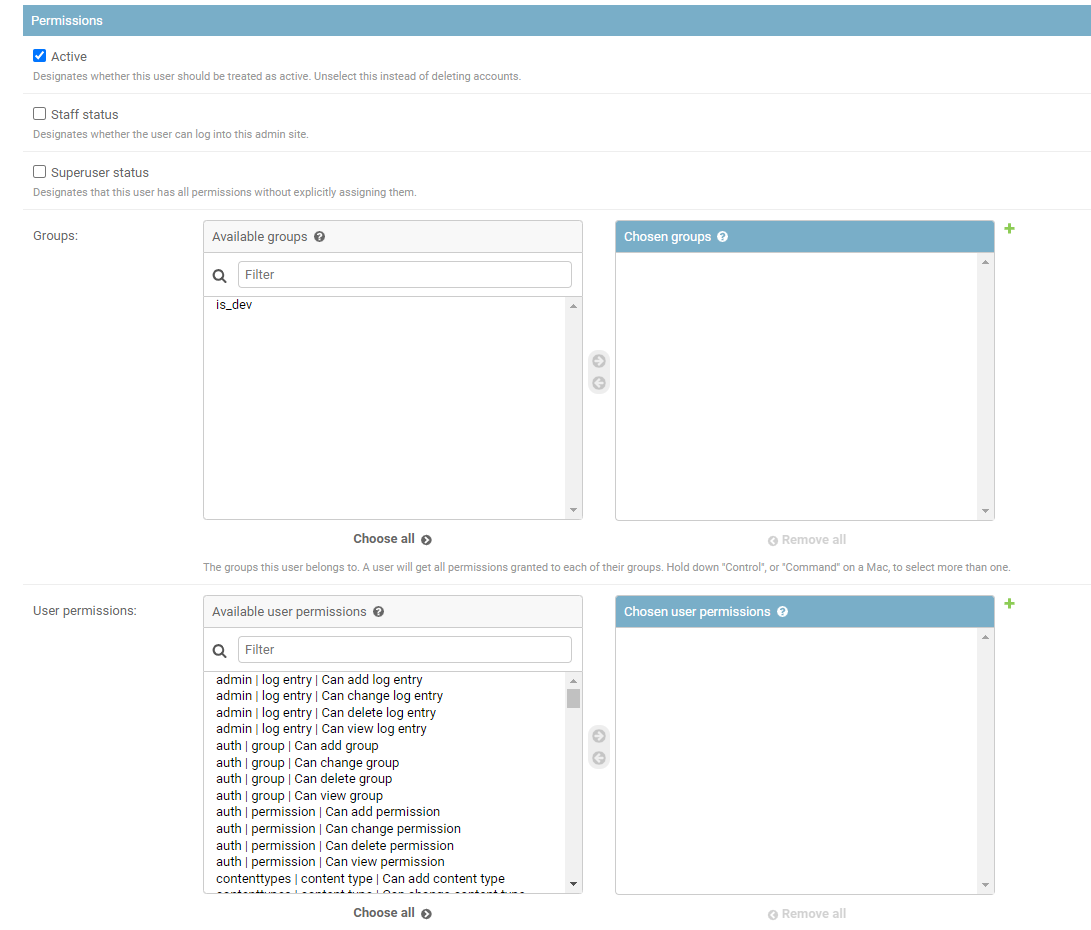 Permissions
Active
Designates whether this user should be treated as active. Unselect this instead of deleting accounts.
Staff status
Designates whether the user can log into this admin site.
Superuser status
Designates that this user has all permissions without explicitly assigning them.
Groups:
Available groups ?
Filter
is_dev
Choose all
Chosen groups ?
Remove all
The groups this user belongs to. A user will get all permissions granted to each of their groups. Hold down "Control", or "Command" on a Mac, to select more than one.
User permissions:
Available user permissions ?
Filter
admin | log entry | Can add log entry
admin | log entry | Can change log entry
admin | log entry | Can delete log entry
admin | log entry | Can view log entry
auth | group | Can add group
auth | group | Can change group
auth | group | Can delete group
auth | group | Can view group
auth | permission | Can add permission
auth | permission | Can change permission
auth | permission | Can delete permission
auth | permission | Can view permission
contenttypes | content type | Can add content type
contenttypes | content type | Can change content type
Choose all
Chosen user permissions ?
Remove all